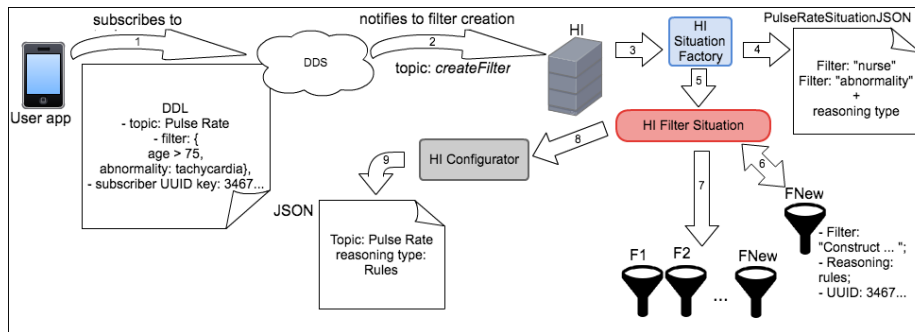 subscribes to
1
User app
DDL
- topic: Pulse Rate
- filter: {
age > 75,
abnormality: tachycardia},
- subscriber UUID key: 3467...
DDS
notifies to filter creation
2
topic: createFilter
HI
3
HI
Situation
Factory
4
PulseRateSituationJSON
Filter: "nurse"
Filter: "abnormality"
+
reasoning type
5
HI Filter Situation
6
FNew
- Filter:
"Construct ... ";
- Reasoning:
rules;
- UUID: 3467...
7
F1
F2
...
FNew
8
HI Configurator
9
JSON
Topic: Pulse Rate
reasoning type:
Rules